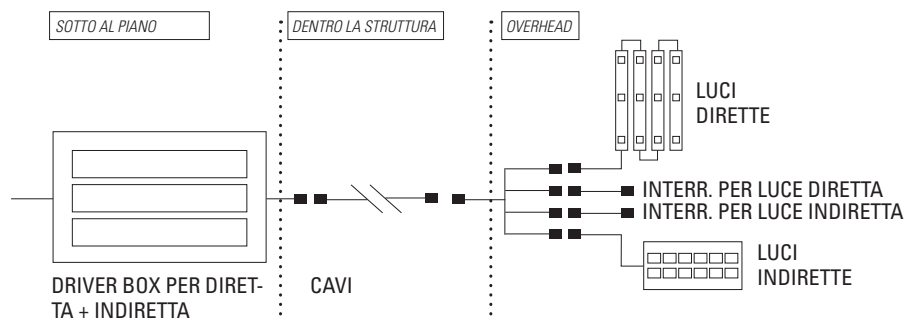 SOTTO AL PIANO
DENTRO LA STRUTTURA
OVERHEAD
LUCI
DIRETTE
INTERR. PER LUCE DIRETTA
INTERR. PER LUCE INDIRETTA
LUCI
INDIRETTE
DRIVER BOX PER DIRET-
TA + INDIRETTA
CAVI